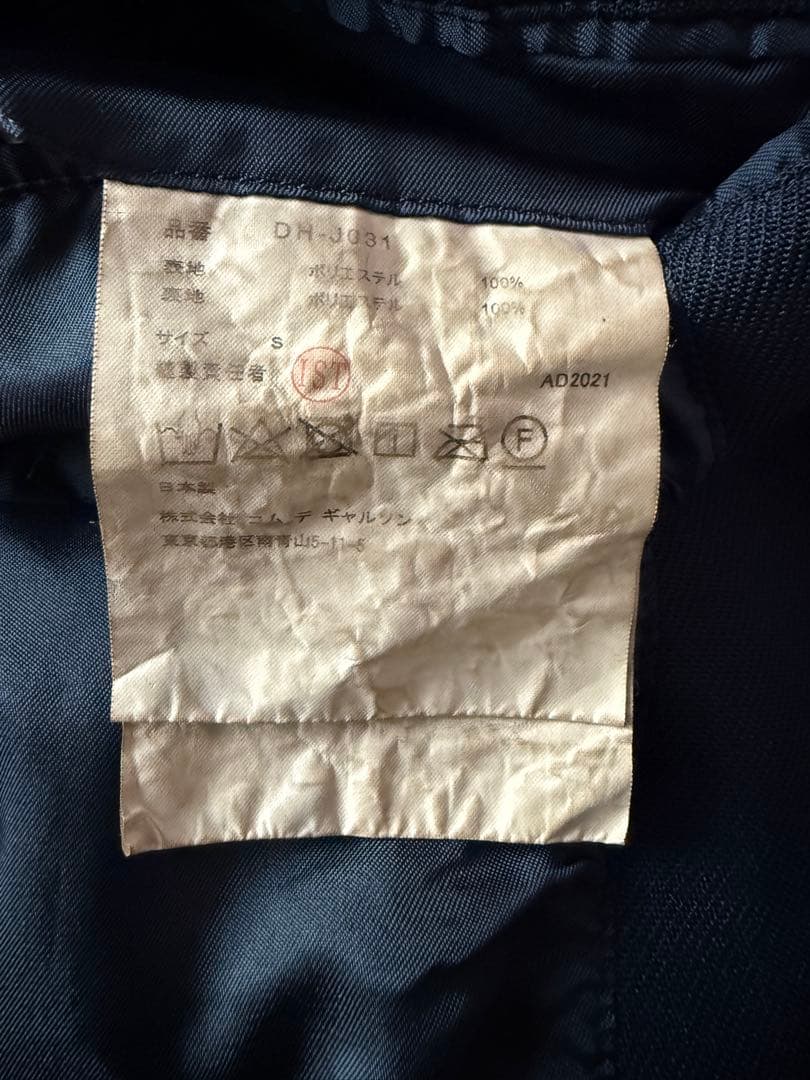 品番 DH-J031
表地 ポリエステル 100%
裏地 ポリエステル 100%
サイズ S
縫製責任者 IST
AD2021
F
日本製
株式会社 コム デ ギャルソン
東京都港区南青山5-11-5